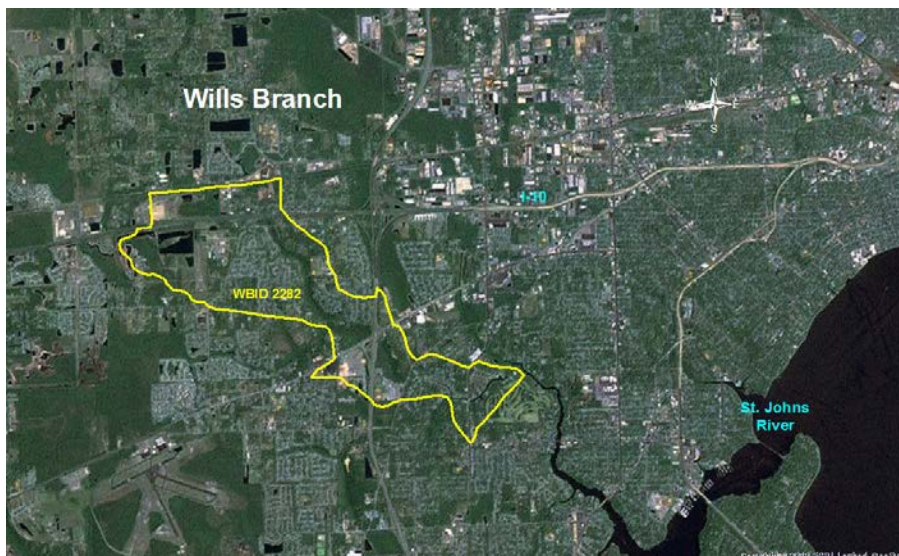 Wills Branch
N
W
E
S
I-10
WBID 2282
St. Johns
River